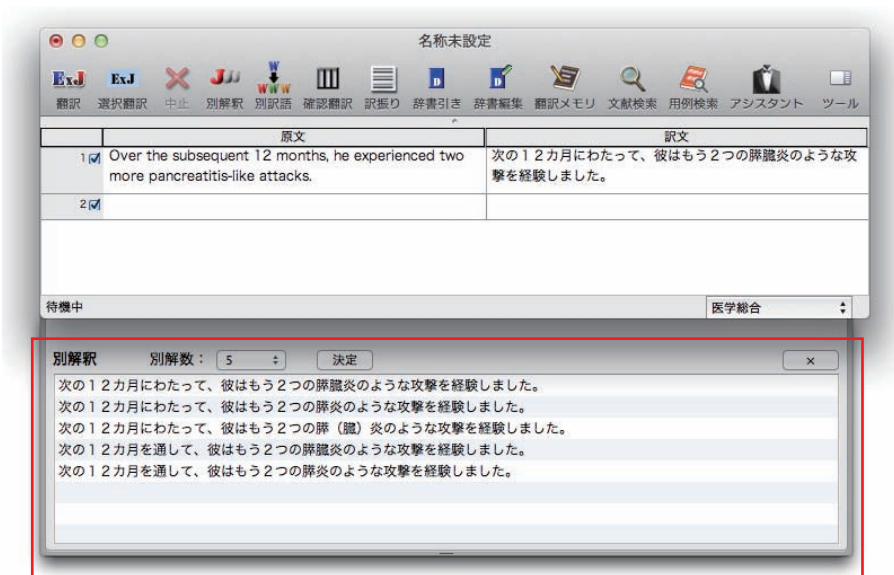 名称未設定
ExJ ExJ J W WWW D D
翻訳 選択翻訳 中止 別解釈 別訳語 確認翻訳 訳振り 辞書引き 辞書編集 翻訳メモリ 文献検索 用例検索 アシスタント ツール
原文 訳文
1 Over the subsequent 12 months, he experienced two 次の１２カ月にわたって、彼はもう２つの膵臓炎のような攻
more pancreatitis-like attacks. 撃を経験しました。
2
待機中 医学総合
別解釈 別解数： 5 決定 ×
次の１２カ月にわたって、彼はもう２つの膵臓炎のような攻撃を経験しました。
次の１２カ月にわたって、彼はもう２つの膵炎のような攻撃を経験しました。
次の１２カ月にわたって、彼はもう２つの膵（臓）炎のような攻撃を経験しました。
次の１２カ月を通して、彼はもう２つの膵臓炎のような攻撃を経験しました。
次の１２カ月を通して、彼はもう２つの膵炎のような攻撃を経験しました。